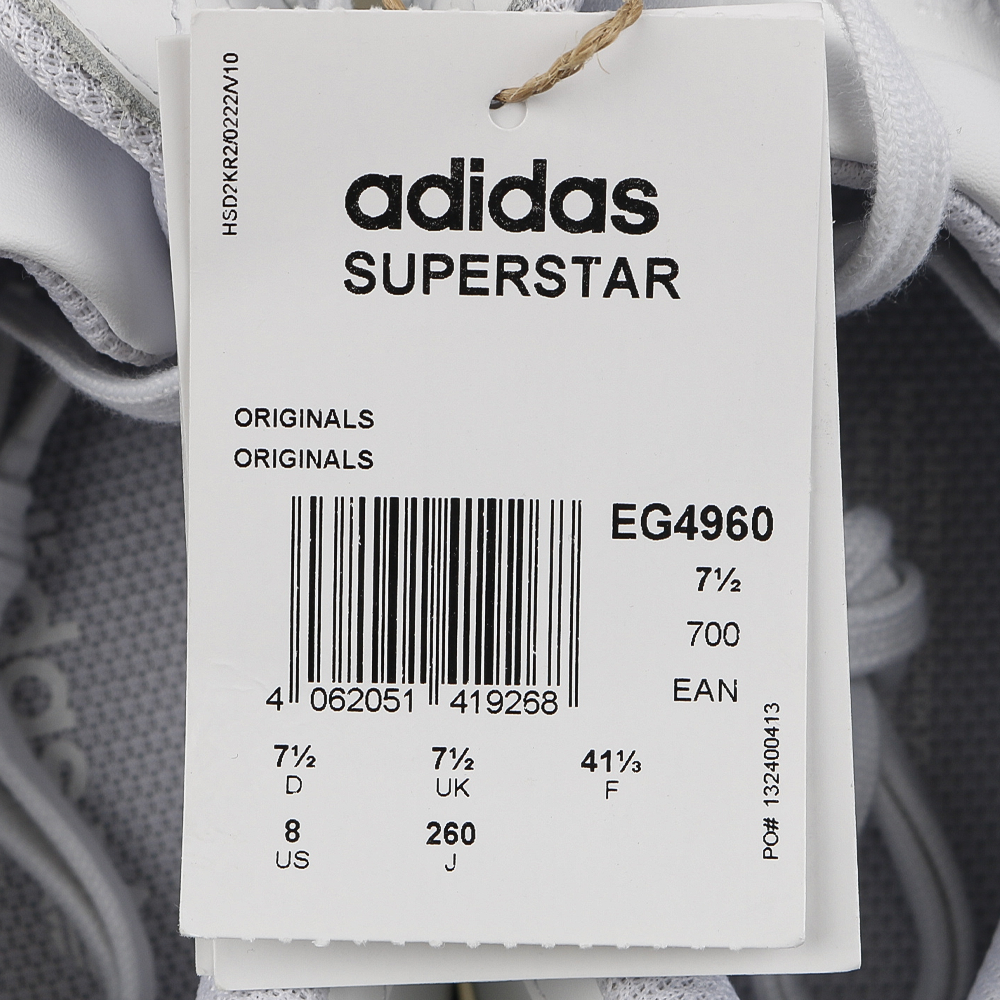 HSD2KR2/0222/V10
adidas
SUPERSTAR
ORIGINALS
ORIGINALS
EG4960
7½
700
EAN
4 062051 419268
7½ 7½ 41⅓
D UK F
8 260
US J
PO# 132400413